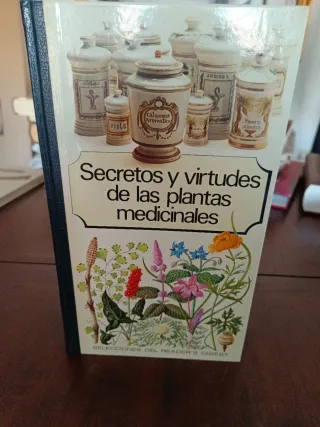 Secretos y virtudes
de las plantas
medicinales
SELECCIONES DEL READER'S DIGEST